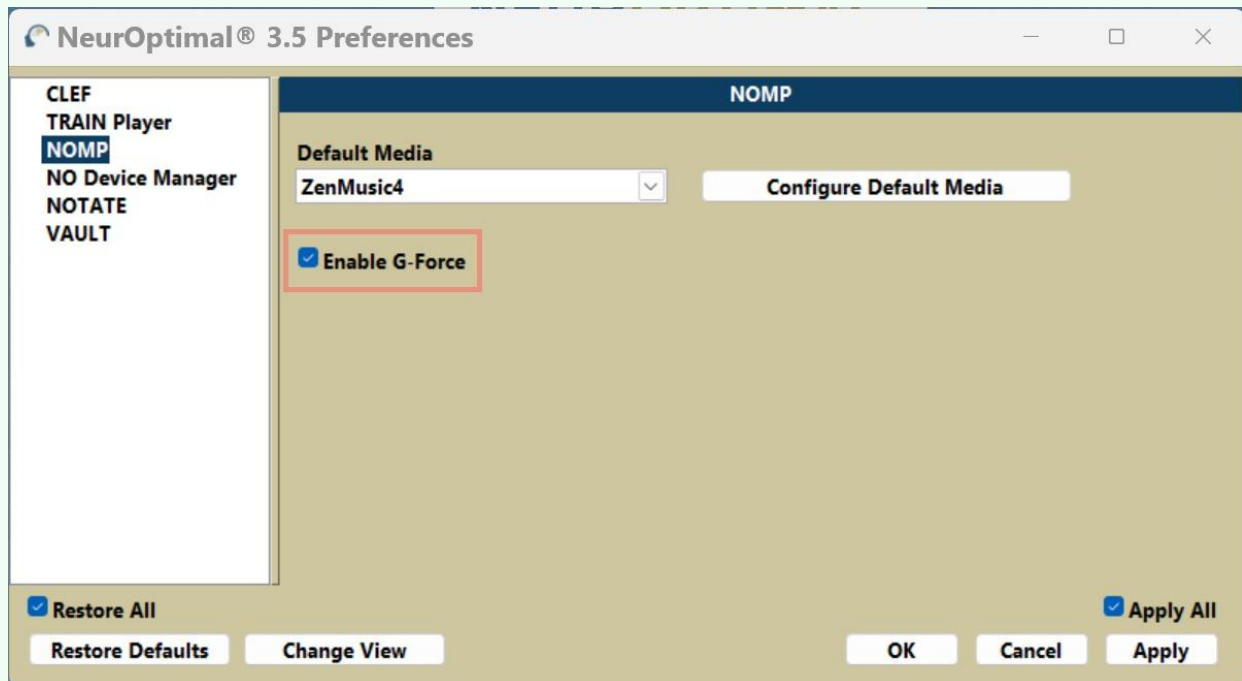 NeurOptimal® 3.5 Preferences
CLEF
TRAIN Player
NOMP
NO Device Manager
NOTATE
VAULT
NOMP
Default Media
ZenMusic4
Configure Default Media
Enable G-Force
Restore All
Apply All
Restore Defaults
Change View
OK
Cancel
Apply